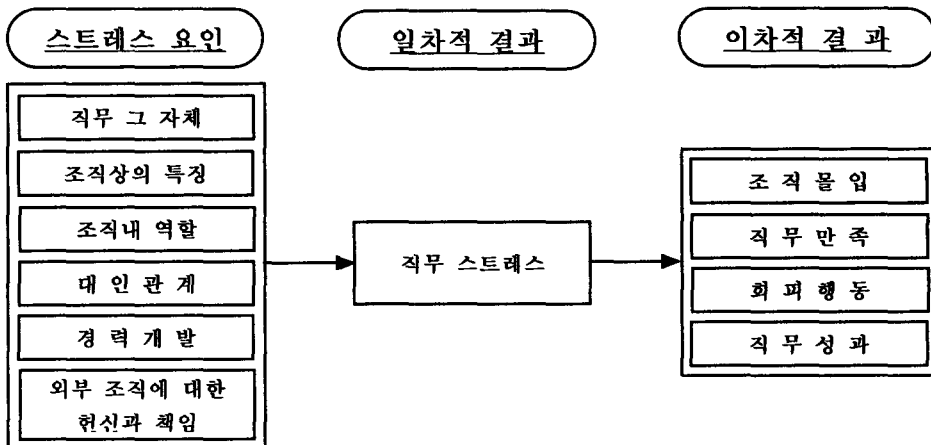 스트레스 요인
일차적 결과
이차적 결 과
직무 그 자체
조직상의 특징
조직내 역할
대 인 관 계
경 력 개 발
외부 조직에 대한
헌신과 책임
직무 스트레스
조 직 몰 입
직 무 만 족
회 피 행 동
직 무 성 과